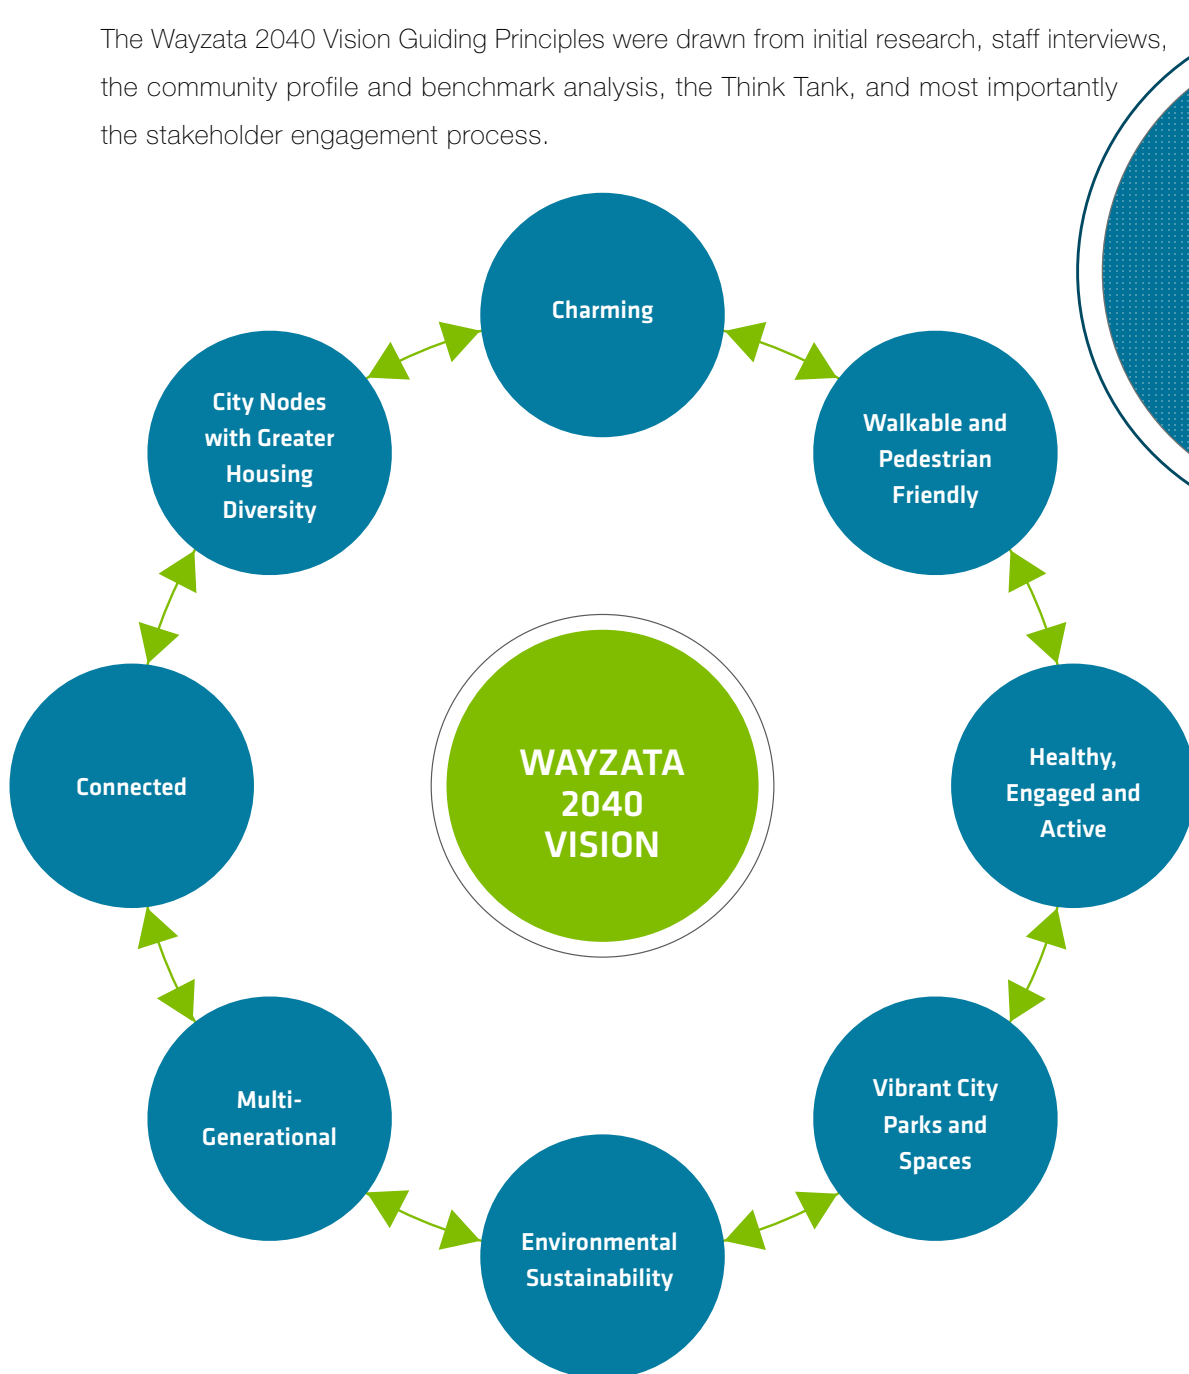 The Wayzata 2040 Vision Guiding Principles were drawn from initial research, staff interviews,
the community profile and benchmark analysis, the Think Tank, and most importantly
the stakeholder engagement process.
Charming
Walkable and
Pedestrian
Friendly
Healthy,
Engaged and
Active
Vibrant City
Parks and
Spaces
Environmental
Sustainability
Multi-
Generational
Connected
City Nodes
with Greater
Housing
Diversity
WAYZATA
2040
VISION